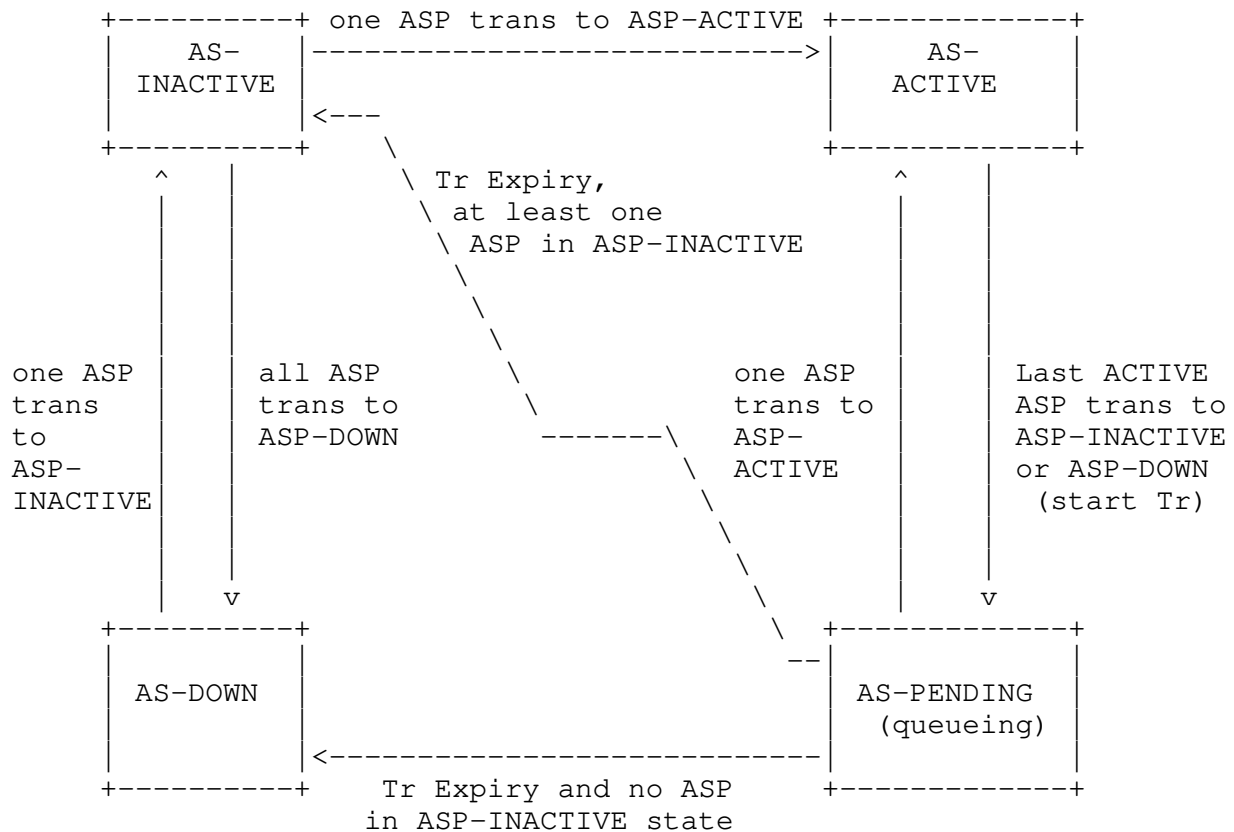 one ASP trans to ASP-ACTIVE
AS-
INACTIVE
AS-
ACTIVE
Tr Expiry,
at least one
ASP in ASP-INACTIVE
one ASP
trans
to
ASP-
INACTIVE
all ASP
trans to
ASP-DOWN
one ASP
trans to
ASP-
ACTIVE
Last ACTIVE
ASP trans to
ASP-INACTIVE
or ASP-DOWN
(start Tr)
AS-DOWN
AS-PENDING
(queueing)
Tr Expiry and no ASP
in ASP-INACTIVE state